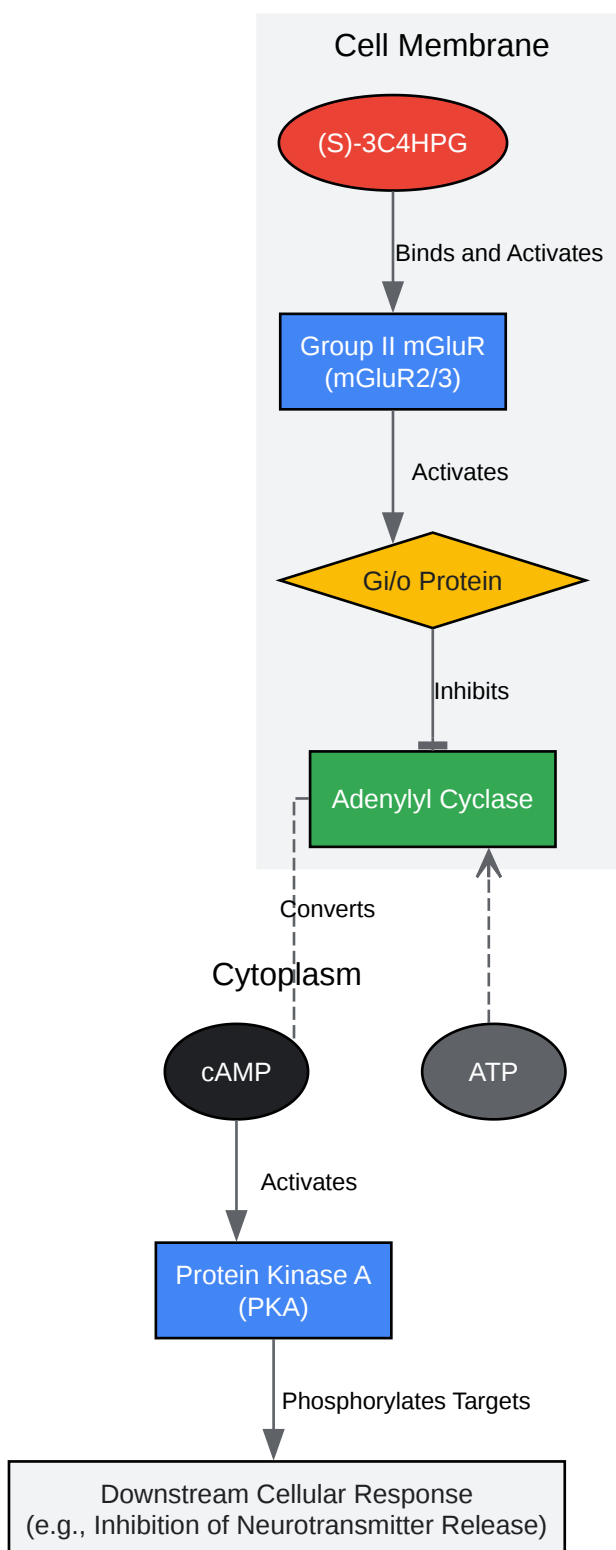 Cell Membrane
(S)-3C4HPG
Binds and Activates
Group II mGluR
(mGluR2/3)
Activates
Gi/o Protein
Inhibits
Adenylyl Cyclase
Converts
Cytoplasm
cAMP
ATP
Activates
Protein Kinase A
(PKA)
Phosphorylates Targets
Downstream Cellular Response
(e.g., Inhibition of Neurotransmitter Release)